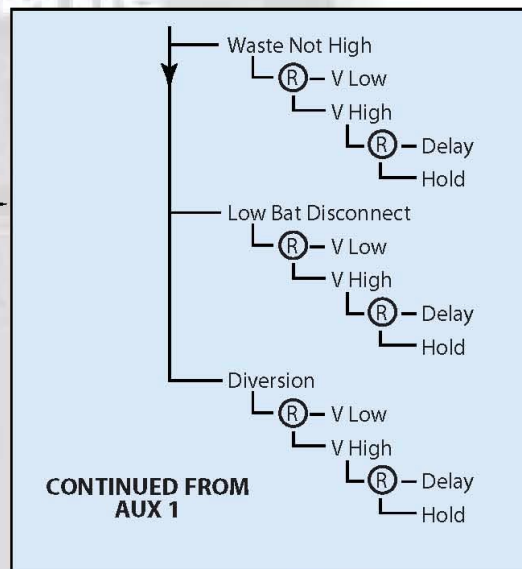 Waste Not High
R V Low
V High
R Delay
Hold
Low Bat Disconnect
R V Low
V High
R Delay
Hold
Diversion
R V Low
V High
R Delay
Hold
CONTINUED FROM
AUX 1